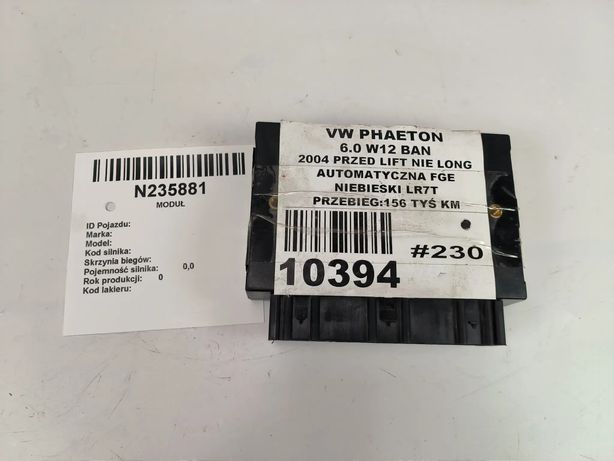 N235881
MODUŁ
ID Pojazdu:
Marka:
Model:
Kod silnika:
Skrzynia biegów:
Pojemność silnika: 0,0
Rok produkcji: 0
Kod lakieru:
VW PHAETON
6.0 W12 BAN
2004 PRZED LIFT NIE LONG
AUTOMATYCZNA FGE
NIEBIESKI LR7T
PRZEBIEG:156 TYŚ KM
#230
10394